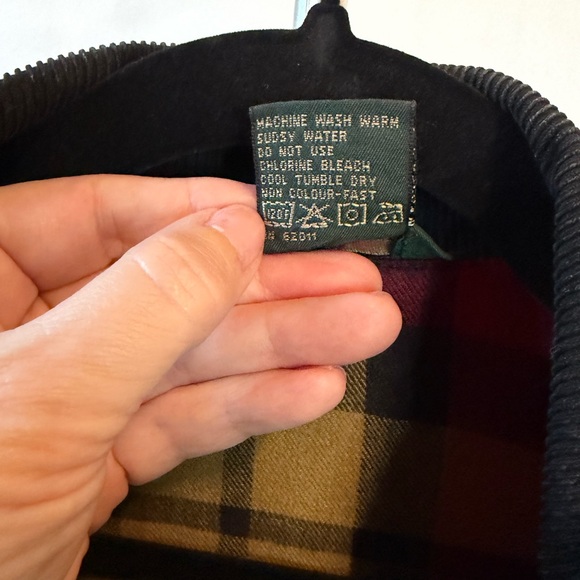 MACHINE WASH WARM
SUDSY WATER
DO NOT USE
CHLORINE BLEACH
COOL TUMBLE DRY
NON COLOUR-FAST
120F
62011